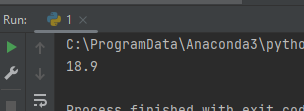 Run: 1
C:\ProgramData\Anaconda3\pytho
18.9
Process finished with exit co